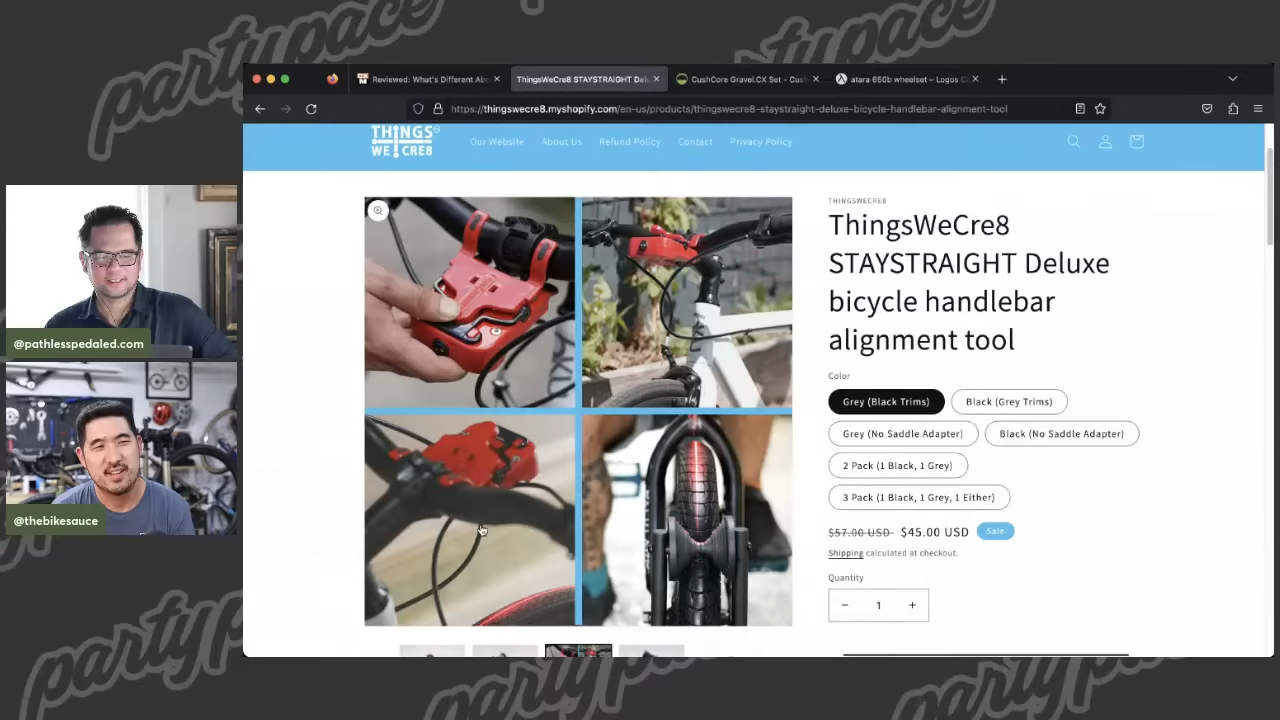 partypace
Reviewed: What's Different Abo
ThingsWeCre8 STAYSTRAIGHT Delu
CushCore Gravel.CX Set - Cush
atara 650b wheelset – Logos C
https://thingswecre8.myshopify.com/en-us/products/thingswecre8-staystraight-deluxe-bicycle-handlebar-alignment-tool
THINGS
WE CRE8
Our Website
About Us
Refund Policy
Contact
Privacy Policy
THINGSWECRE8
ThingsWeCre8
STAYSTRAIGHT Deluxe
bicycle handlebar
alignment tool
Color
Grey (Black Trims)
Black (Grey Trims)
Grey (No Saddle Adapter)
Black (No Saddle Adapter)
2 Pack (1 Black, 1 Grey)
3 Pack (1 Black, 1 Grey, 1 Either)
$57.00 USD $45.00 USD Sale
Shipping calculated at checkout.
Quantity
− 1 +
@pathlesspedaled.com
@thebikesauce